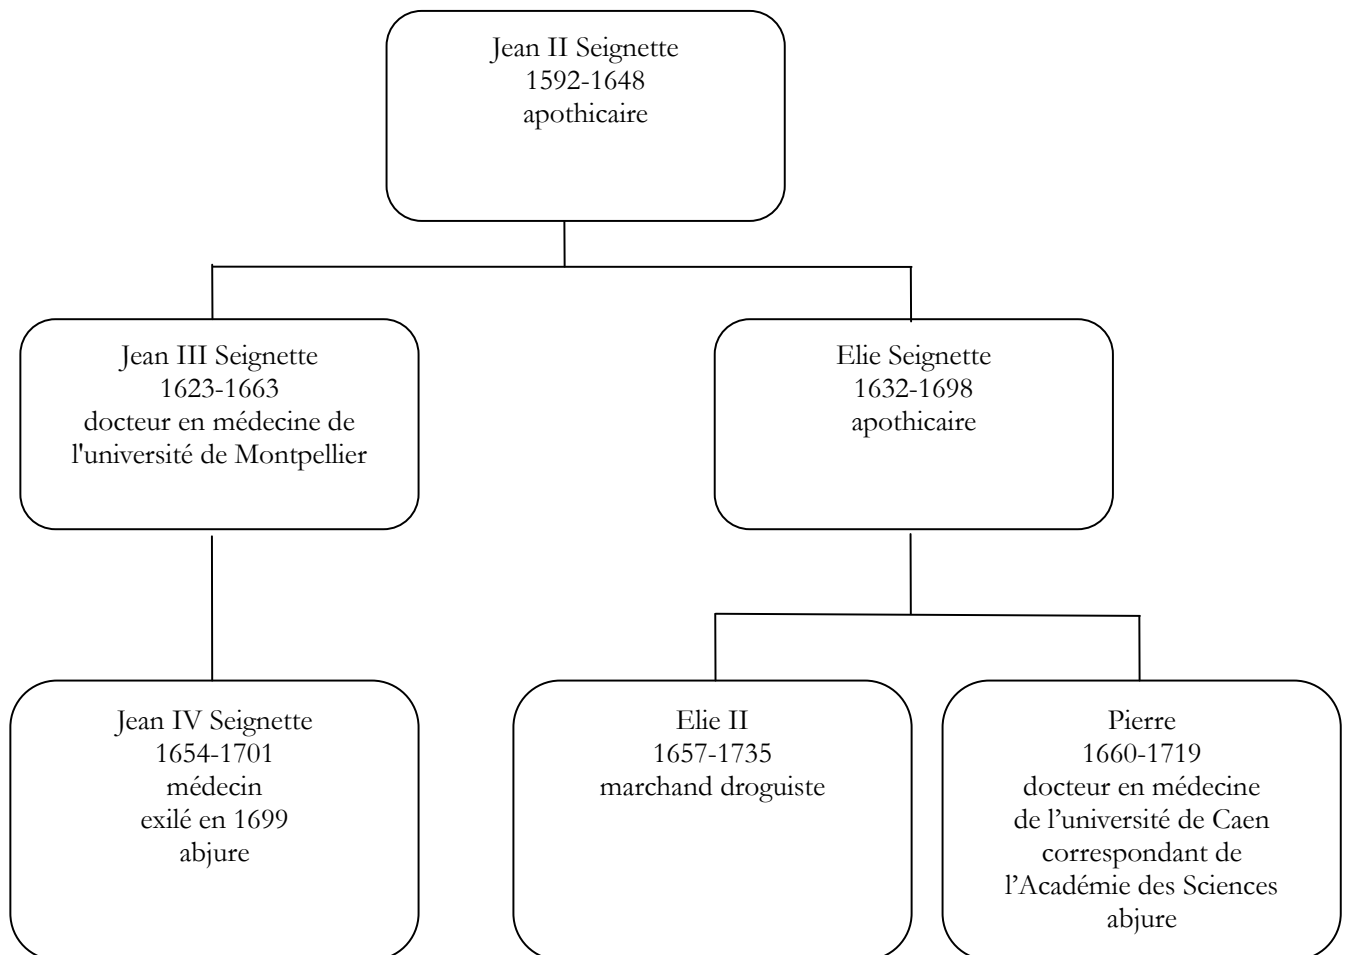 Jean II Seignette
1592-1648
apothicaire
Jean III Seignette
1623-1663
docteur en médecine de
l'université de Montpellier
Elie Seignette
1632-1698
apothicaire
Jean IV Seignette
1654-1701
médecin
exilé en 1699
abjure
Elie II
1657-1735
marchand droguiste
Pierre
1660-1719
docteur en médecine
de l’université de Caen
correspondant de
l’Académie des Sciences
abjure